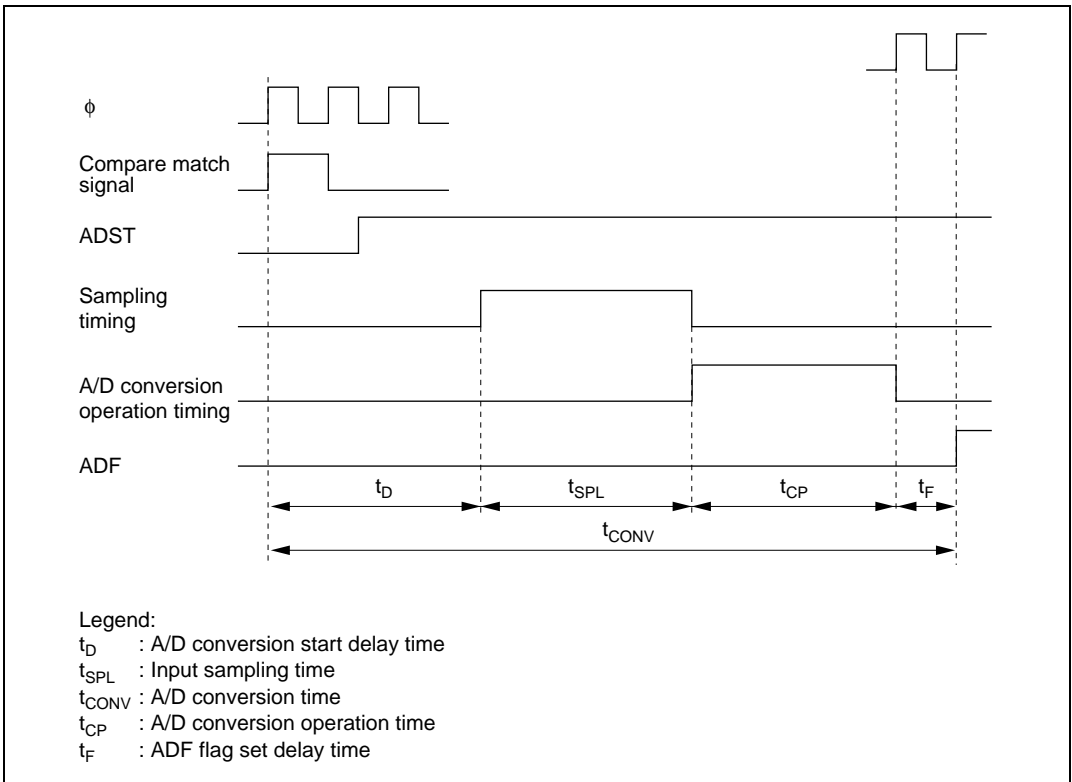 ϕ
Compare match
signal
ADST
Sampling
timing
A/D conversion
operation timing
ADF
tD tSPL tCP tF
tCONV
Legend:
tD : A/D conversion start delay time
tSPL : Input sampling time
tCONV : A/D conversion time
tCP : A/D conversion operation time
tF : ADF flag set delay time